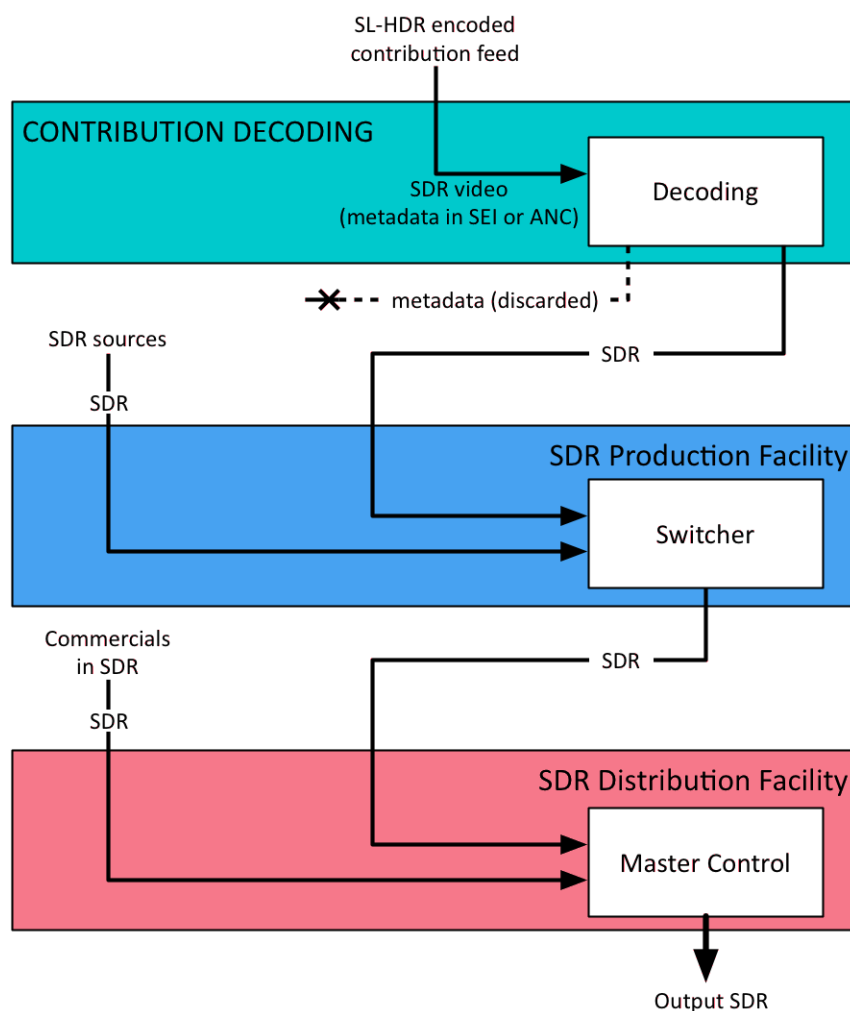 SL-HDR encoded
contribution feed
CONTRIBUTION DECODING
Decoding
SDR video
(metadata in SEI or ANC)
metadata (discarded)
SDR sources
SDR
SDR
SDR Production Facility
Switcher
Commercials
in SDR
SDR
SDR
SDR Distribution Facility
Master Control
Output SDR